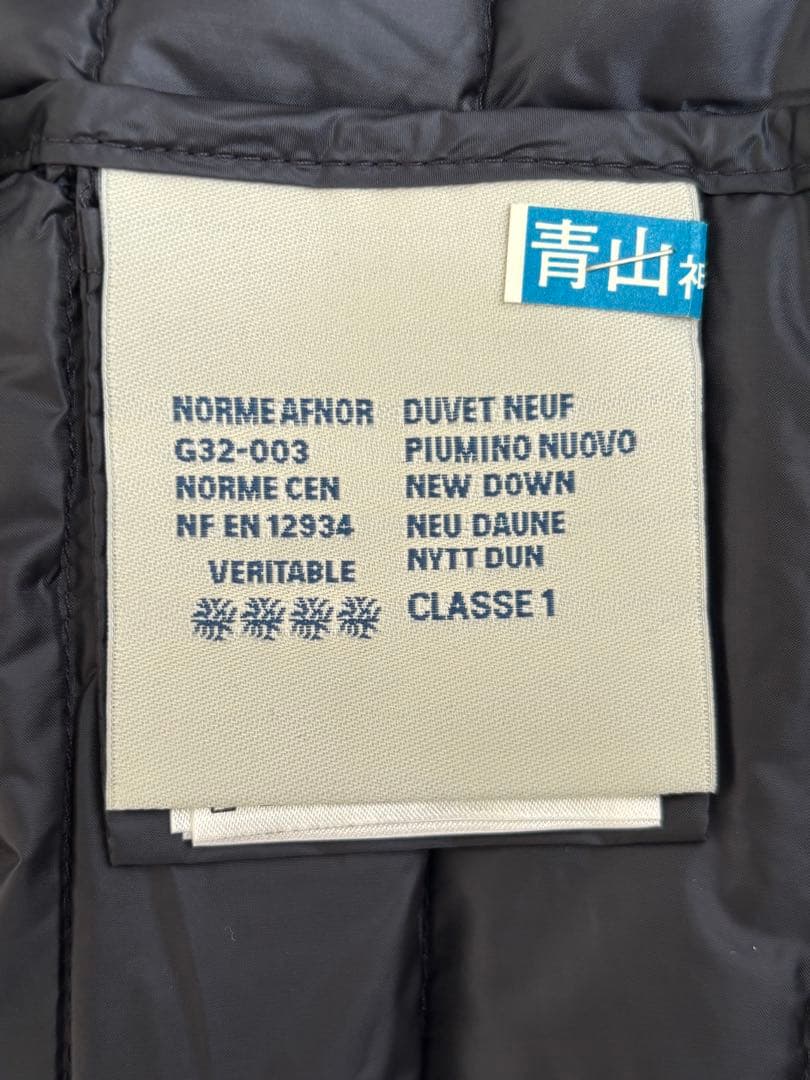 青山
NORME AFNOR
G32-003
NORME CEN
NF EN 12934
VERITABLE
DUVET NEUF
PIUMINO NUOVO
NEW DOWN
NEU DAUNE
NYTT DUN
CLASSE 1